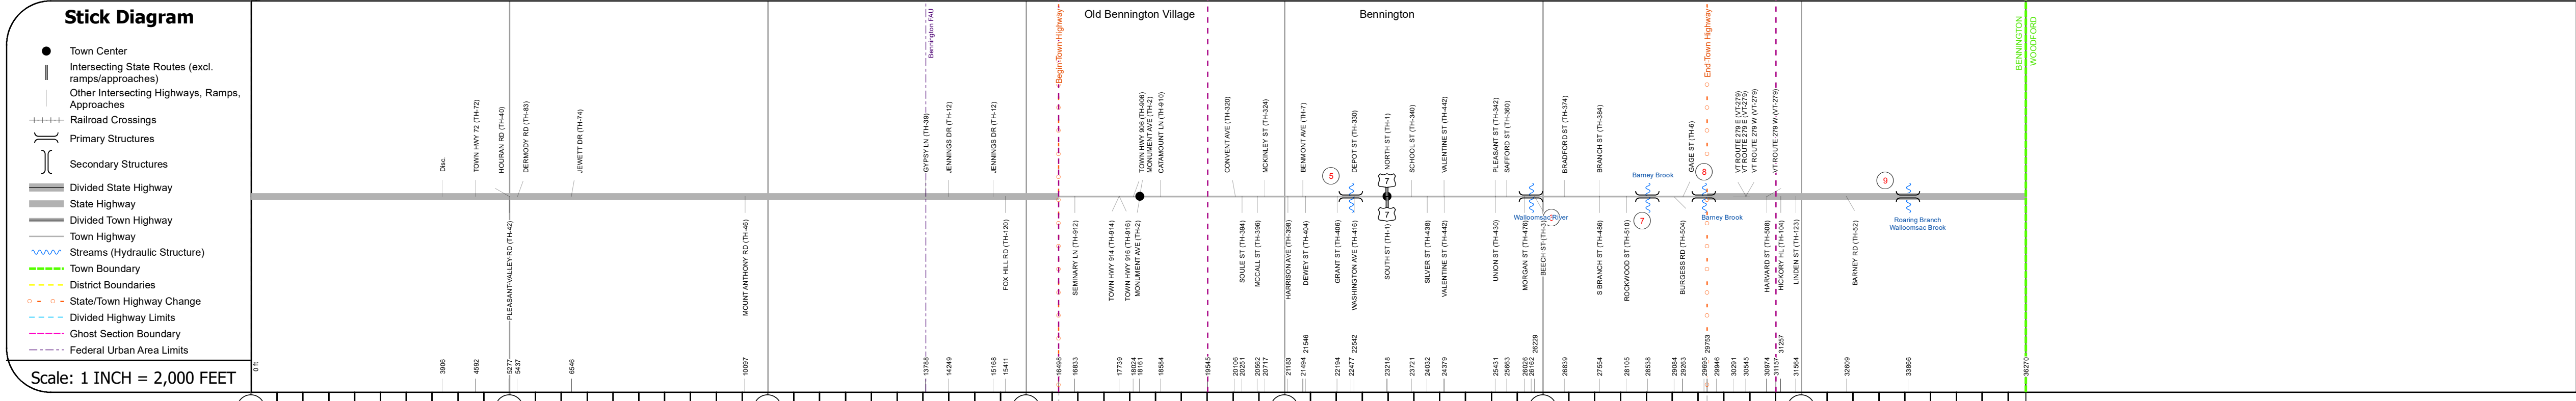 Stick Diagram
Town Center
Intersecting State Routes (excl.
ramps/approaches)
Other Intersecting Highways, Ramps,
Approaches
Railroad Crossings
Primary Structures
Secondary Structures
Divided State Highway
State Highway
Divided Town Highway
Town Highway
Streams (Hydraulic Structure)
Town Boundary
District Boundaries
State/Town Highway Change
Divided Highway Limits
Ghost Section Boundary
Federal Urban Area Limits
Scale: 1 INCH = 2,000 FEET
Old Bennington Village
Bennington
Bennington FAU
Begin Town Highway
End Town Highway
BENNINGTON
WOODFORD
Disc.
TOWN HWY 72 (TH-72)
HOURAN RD (TH-40)
DERMODY RD (TH-83)
JEWETT DR (TH-74)
GYPSY LN (TH-39)
JENNINGS DR (TH-12)
JENNINGS DR (TH-12)
TOWN HWY 906 (TH-906)
MONUMENT AVE (TH-2)
CATAMOUNT LN (TH-910)
CONVENT AVE (TH-320)
MCKINLEY ST (TH-324)
BENMONT AVE (TH-7)
DEPOT ST (TH-330)
NORTH ST (TH-1)
SCHOOL ST (TH-340)
VALENTINE ST (TH-442)
PLEASANT ST (TH-342)
SAFFORD ST (TH-360)
BRADFORD ST (TH-374)
BRANCH ST (TH-384)
GAGE ST (TH-6)
VT ROUTE 279 E (VT-279)
VT ROUTE 279 E (VT-279)
VT ROUTE 279 W (VT-279)
VT ROUTE 279 W (VT-279)
5
7
7
Barney Brook
8
9
Walloomsac River
7
Barney Brook
Roaring Branch
Walloomsac Brook
PLEASANT VALLEY RD (TH-42)
MOUNT ANTHONY RD (TH-46)
FOX HILL RD (TH-120)
SEMINARY LN (TH-912)
TOWN HWY 914 (TH-914)
TOWN HWY 916 (TH-916)
MONUMENT AVE (TH-2)
SOULE ST (TH-394)
MCCALL ST (TH-396)
HARRISON AVE (TH-398)
DEWEY ST (TH-404)
GRANT ST (TH-406)
WASHINGTON AVE (TH-416)
SOUTH ST (TH-1)
SILVER ST (TH-438)
VALENTINE ST (TH-442)
UNION ST (TH-430)
MORGAN ST (TH-476)
BEECH ST (TH-3)
S BRANCH ST (TH-486)
ROCKWOOD ST (TH-510)
BURGESS RD (TH-504)
HARVARD ST (TH-508)
HICKORY HL (TH-104)
LINDEN ST (TH-123)
BARNEY RD (TH-52)
0 ft
3906
4592
5277
5437
6546
10097
13788
14249
15168
15411
16498
16833
17739
18024
18161
18584
19545
20106
20251
20562
20717
21183
21494
21546
22194
22477
22542
23218
23721
24032
24379
25431
25663
26026
26162
26229
26839
27554
28105
28538
29084
29263
29695
29753
29946
30291
30545
30974
31157
31257
31564
32609
33866
36270